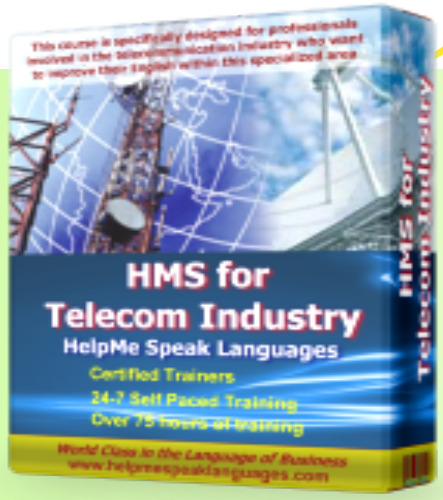 This course is specifically designed for professionals
involved in the telecommunication industry who want
to improve their English within this specialized area
HMS for
Telecom Industry
HelpMe Speak Languages
Certified Trainers
24-7 Self Paced Training
Over 75 hours of training
World Class in the Language of Business
www.helpmespeaklanguages.com
HMS for
Telecom Industry